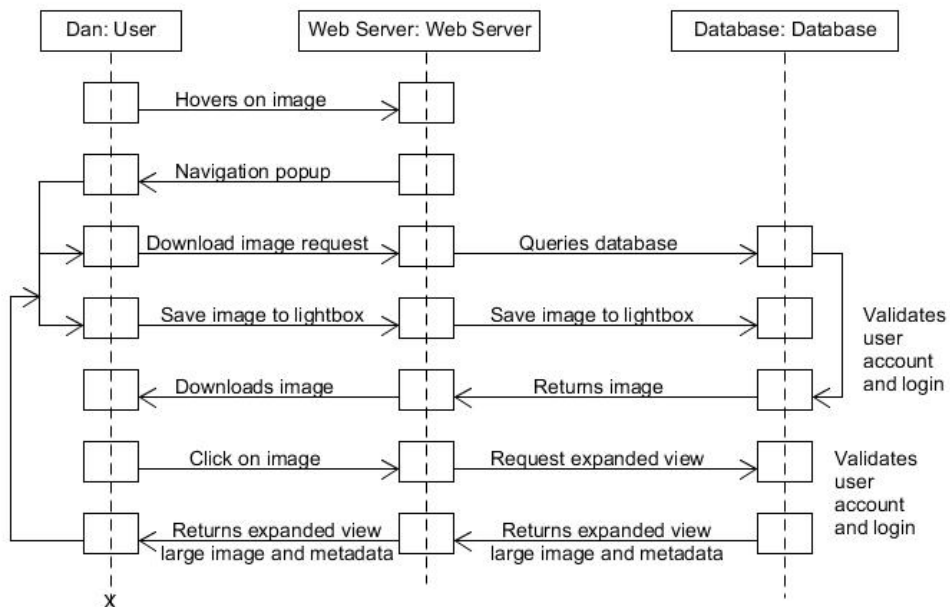 Dan: User
Web Server: Web Server
Database: Database
Hovers on image
Navigation popup
Download image request
Queries database
Save image to lightbox
Save image to lightbox
Validates
user
account
and login
Downloads image
Returns image
Click on image
Request expanded view
Validates
user
account
and login
Returns expanded view
large image and metadata
Returns expanded view
large image and metadata
x